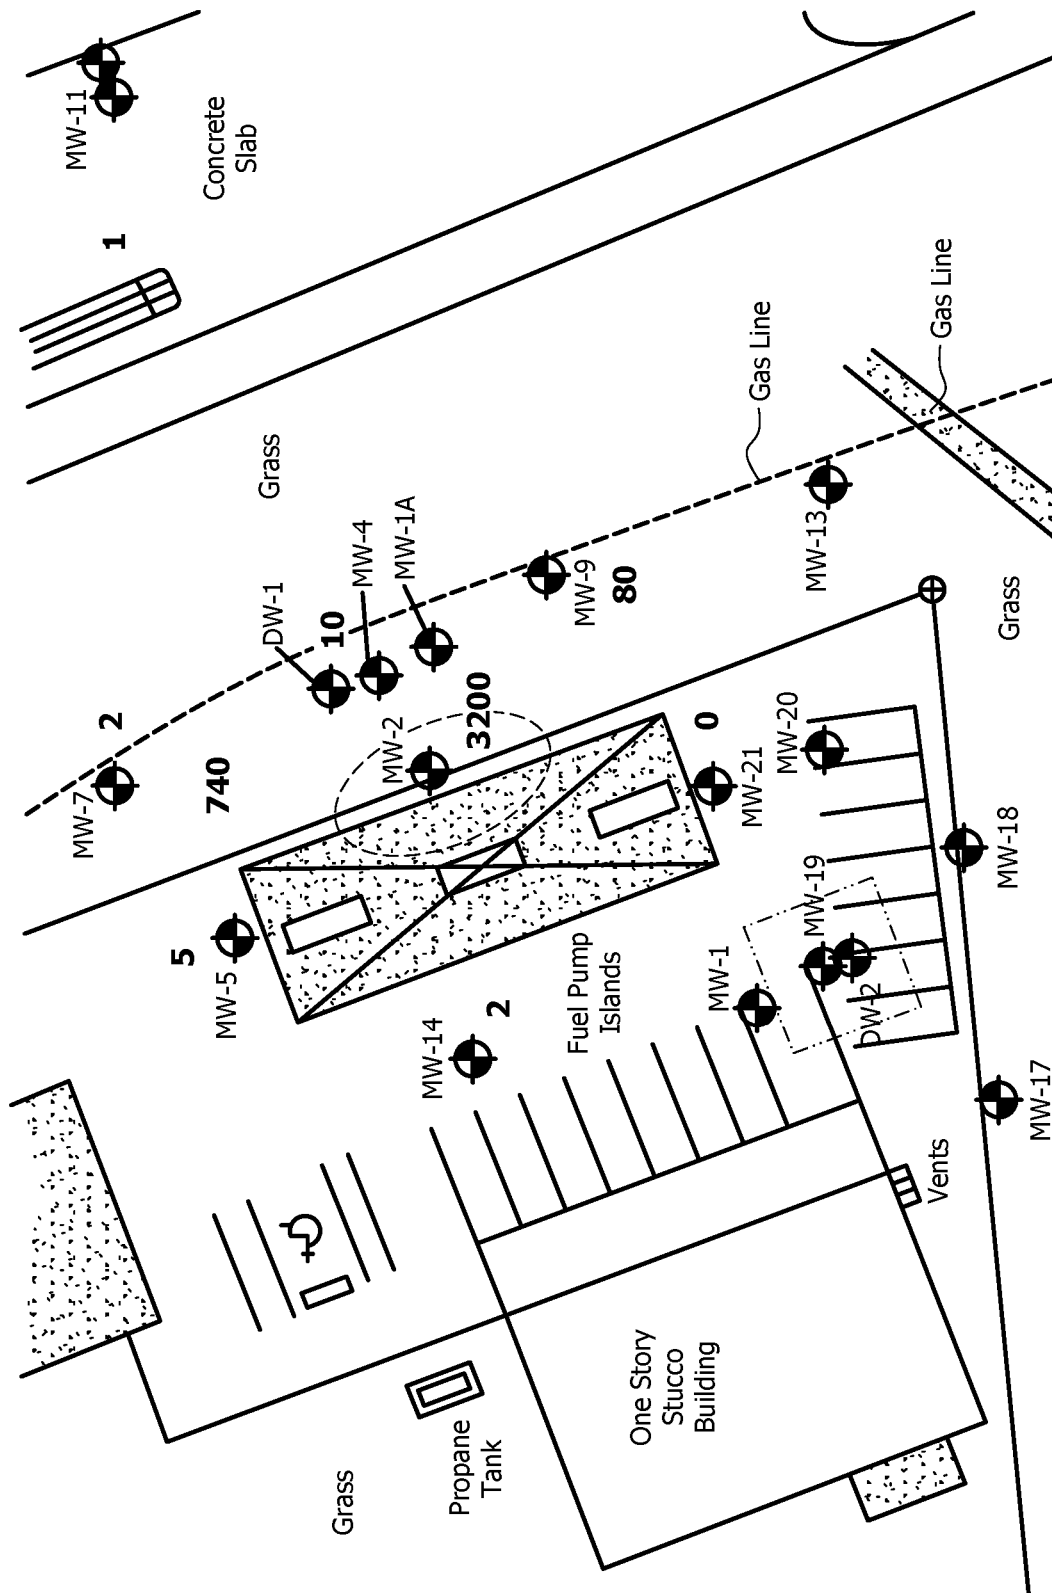 MW-11
Concrete
Slab
1
Gas Line
Gas Line
Grass
MW-13
Grass
DW-1
10
MW-4
MW-1A
MW-9
80
2
MW-7
740
MW-2
3200
0
MW-21
MW-20
MW-18
MW-19
5
MW-5
MW-14
2
Fuel Pump
Islands
MW-1
DW-2
MW-17
Vents
One Story
Stucco
Building
Propane
Tank
Grass